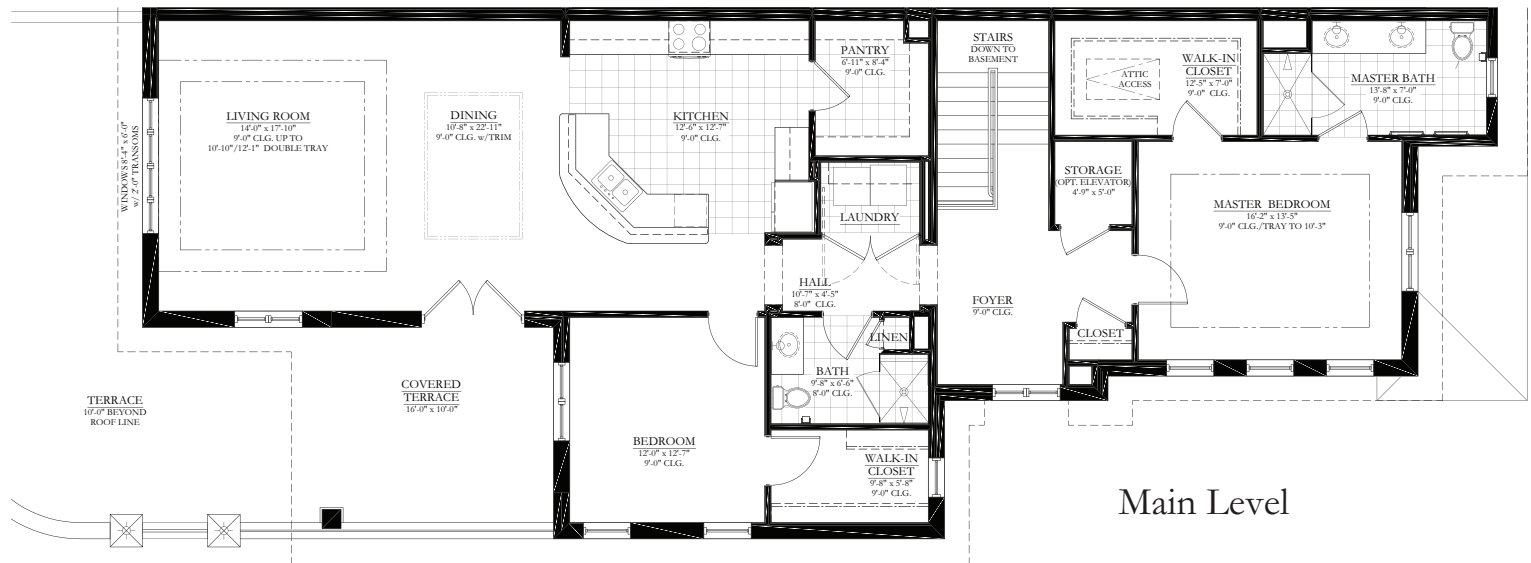 LIVING ROOM
14'-0" x 17'-10"
9'-0" CLG. UP TO
10'-10"/12'-1" DOUBLE TRAY
WINDOWS 8'-4" x 6'-0"
w/ 2'-0" TRANSOMS
DINING
10'-8" x 22'-11"
9'-0" CLG. w/TRIM
KITCHEN
12'-6" x 12'-7"
9'-0" CLG.
PANTRY
6'-11" x 8'-4"
9'-0" CLG.
STAIRS
DOWN TO
BASEMENT
ATTIC
ACCESS
WALK-IN
CLOSET
12'-5" x 7'-0"
9'-0" CLG.
MASTER BATH
13'-8" x 7'-0"
9'-0" CLG.
LAUNDRY
STORAGE
(OPT. ELEVATOR)
4'-9" x 5'-0"
MASTER BEDROOM
16'-2" x 13'-5"
9'-0" CLG./TRAY TO 10'-3"
HALL
10'-7" x 4'-5"
8'-0" CLG.
FOYER
9'-0" CLG.
CLOSET
LINEN
BATH
9'-8" x 6'-6"
8'-0" CLG.
TERRACE
10'-0" BEYOND
ROOF LINE
COVERED
TERRACE
16'-0" x 10'-0"
BEDROOM
12'-0" x 12'-7"
9'-0" CLG.
WALK-IN
CLOSET
9'-8" x 5'-8"
9'-0" CLG.
Main Level